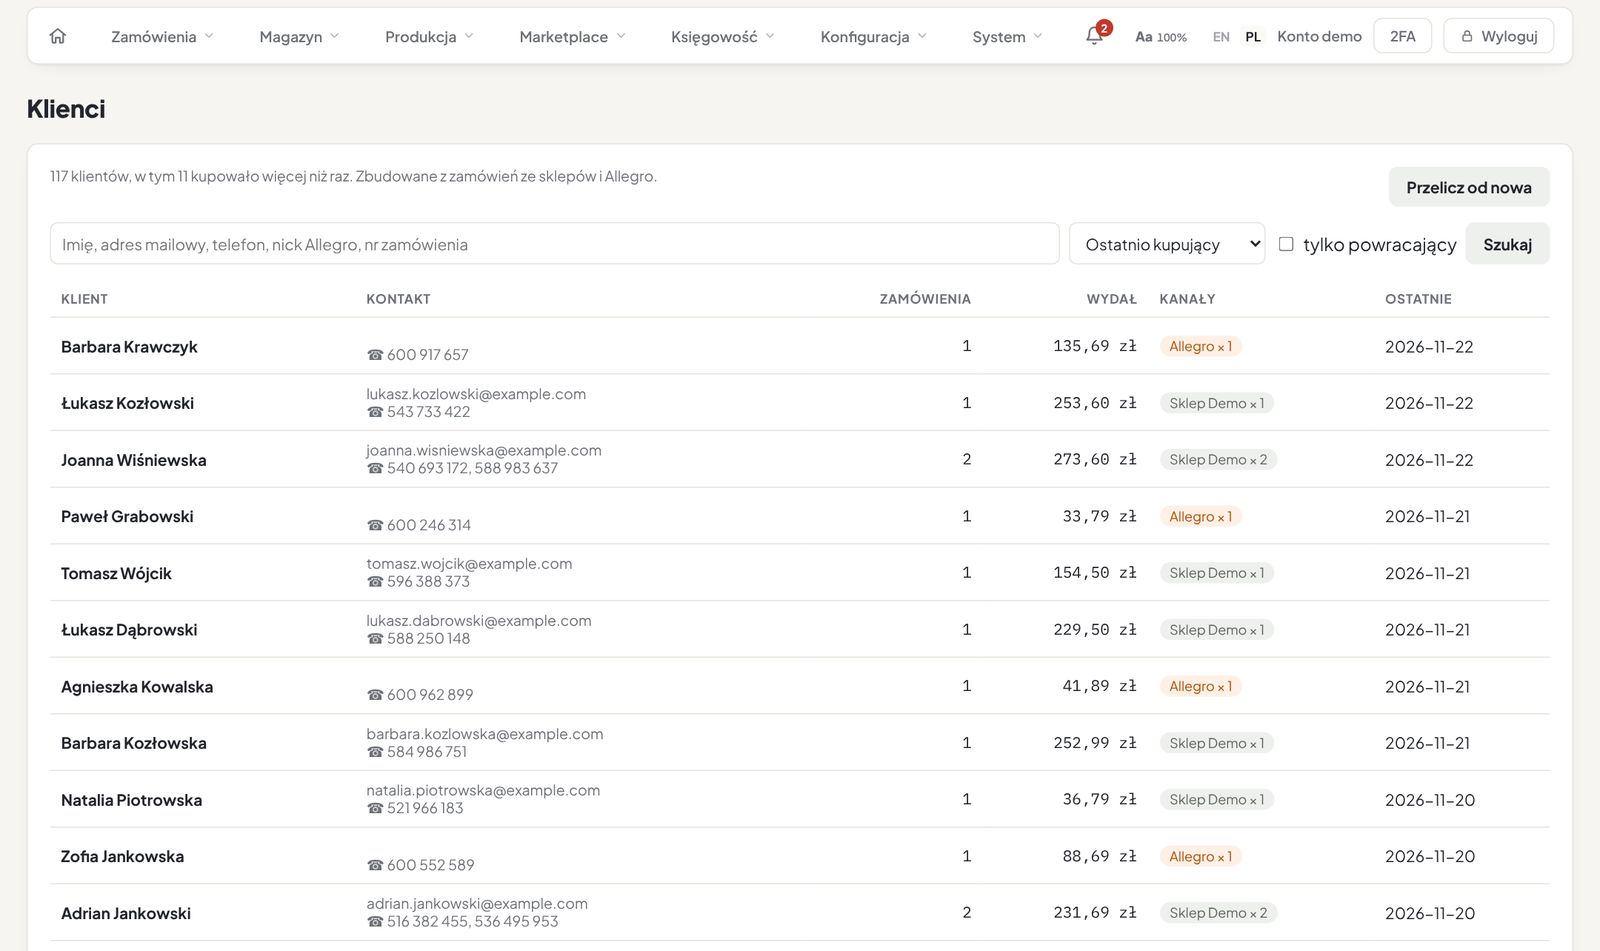 Zamówienia Magazyn Produkcja Marketplace Księgowość Konfiguracja System 2 Aa 100% EN PL Konto demo 2FA Wyloguj
Klienci
117 klientów, w tym 11 kupowało więcej niż raz. Zbudowane z zamówień ze sklepów i Allegro.
Przelicz od nowa
Imię, adres mailowy, telefon, nick Allegro, nr zamówienia Ostatnio kupujący tylko powracający Szukaj
KLIENT KONTAKT ZAMÓWIENIA WYDAŁ KANAŁY OSTATNIE
Barbara Krawczyk ☎ 600 917 657 1 135,69 zł Allegro × 1 2026-11-22
Łukasz Kozłowski lukasz.kozlowski@example.com 1 253,60 zł Sklep Demo × 1 2026-11-22
☎ 543 733 422
Joanna Wiśniewska joanna.wisniewska@example.com 2 273,60 zł Sklep Demo × 2 2026-11-22
☎ 540 693 172, 588 983 637
Paweł Grabowski ☎ 600 246 314 1 33,79 zł Allegro × 1 2026-11-21
Tomasz Wójcik tomasz.wojcik@example.com 1 154,50 zł Sklep Demo × 1 2026-11-21
☎ 596 388 373
Łukasz Dąbrowski lukasz.dabrowski@example.com 1 229,50 zł Sklep Demo × 1 2026-11-21
☎ 588 250 148
Agnieszka Kowalska ☎ 600 962 899 1 41,89 zł Allegro × 1 2026-11-21
Barbara Kozłowska barbara.kozlowska@example.com 1 252,99 zł Sklep Demo × 1 2026-11-21
☎ 584 986 751
Natalia Piotrowska natalia.piotrowska@example.com 1 36,79 zł Sklep Demo × 1 2026-11-20
☎ 521 966 183
Zofia Jankowska ☎ 600 552 589 1 88,69 zł Allegro × 1 2026-11-20
Adrian Jankowski adrian.jankowski@example.com 2 231,69 zł Sklep Demo × 2 2026-11-20
☎ 516 382 455, 536 495 953